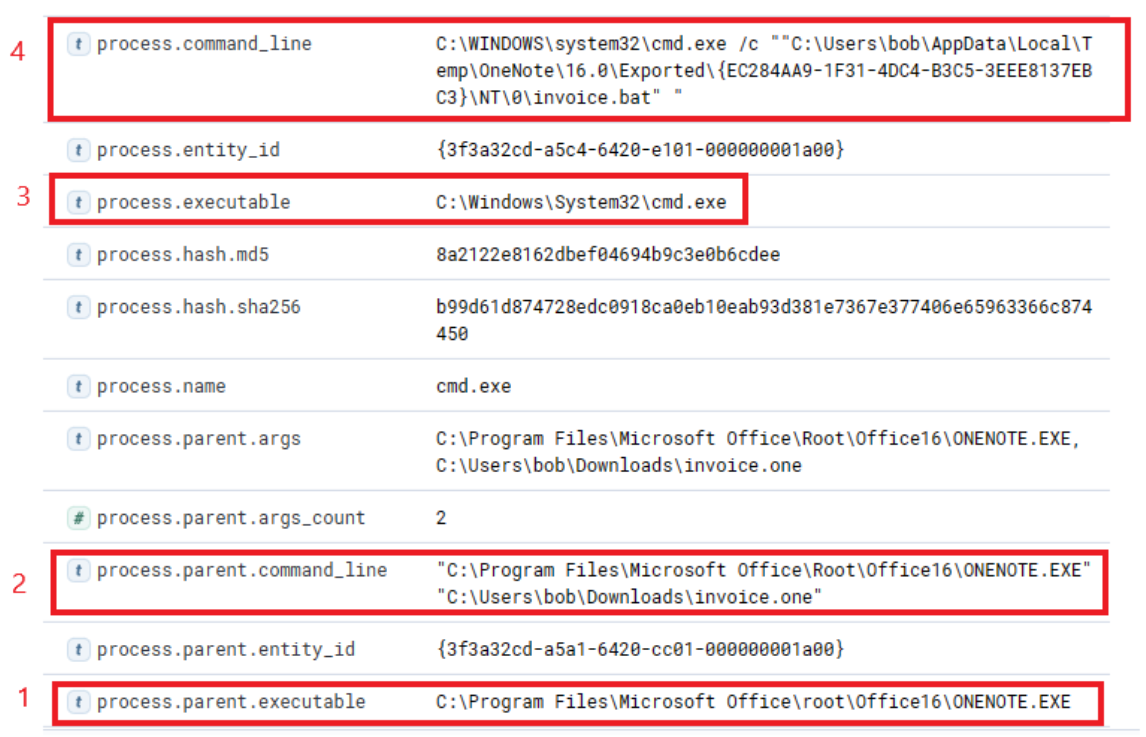 4
t process.command_line C:\WINDOWS\system32\cmd.exe /c ""C:\Users\bob\AppData\Local\T
emp\OneNote\16.0\Exported\{EC284AA9-1F31-4DC4-B3C5-3EEE8137EB
C3}\NT\0\invoice.bat" "
t process.entity_id {3f3a32cd-a5c4-6420-e101-000000001a00}
3
t process.executable C:\Windows\System32\cmd.exe
t process.hash.md5 8a2122e8162dbef04694b9c3e0b6cdee
t process.hash.sha256 b99d61d874728edc0918ca0eb10eab93d381e7367e377406e65963366c874
450
t process.name cmd.exe
t process.parent.args C:\Program Files\Microsoft Office\Root\Office16\ONENOTE.EXE,
C:\Users\bob\Downloads\invoice.one
# process.parent.args_count 2
2
t process.parent.command_line "C:\Program Files\Microsoft Office\Root\Office16\ONENOTE.EXE"
"C:\Users\bob\Downloads\invoice.one"
t process.parent.entity_id {3f3a32cd-a5a1-6420-cc01-000000001a00}
1
t process.parent.executable C:\Program Files\Microsoft Office\root\Office16\ONENOTE.EXE